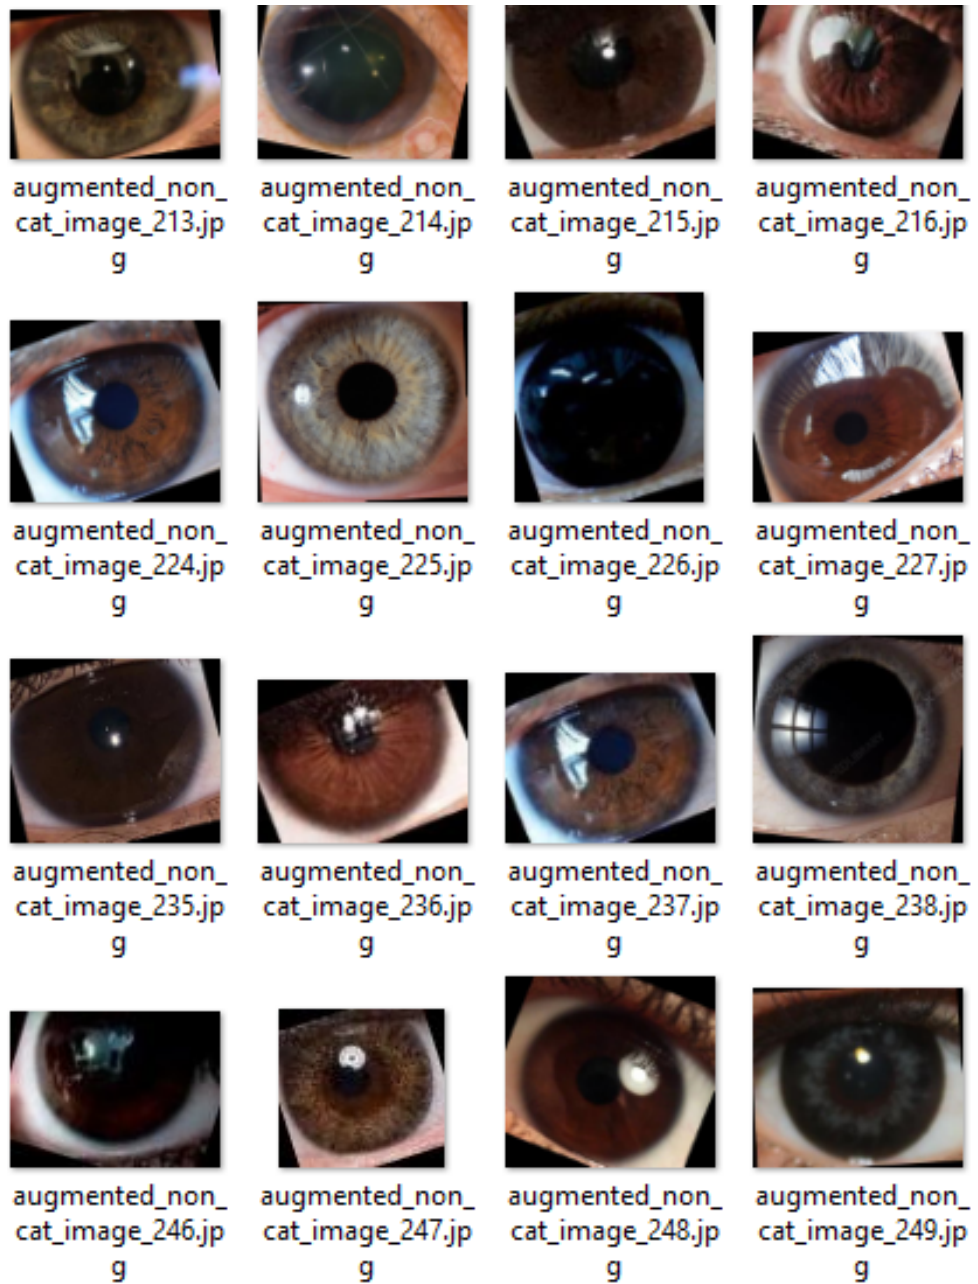 augmented_non_
cat_image_213.jp
g
augmented_non_
cat_image_214.jp
g
augmented_non_
cat_image_215.jp
g
augmented_non_
cat_image_216.jp
g
augmented_non_
cat_image_224.jp
g
augmented_non_
cat_image_225.jp
g
augmented_non_
cat_image_226.jp
g
augmented_non_
cat_image_227.jp
g
augmented_non_
cat_image_235.jp
g
augmented_non_
cat_image_236.jp
g
augmented_non_
cat_image_237.jp
g
augmented_non_
cat_image_238.jp
g
augmented_non_
cat_image_246.jp
g
augmented_non_
cat_image_247.jp
g
augmented_non_
cat_image_248.jp
g
augmented_non_
cat_image_249.jp
g